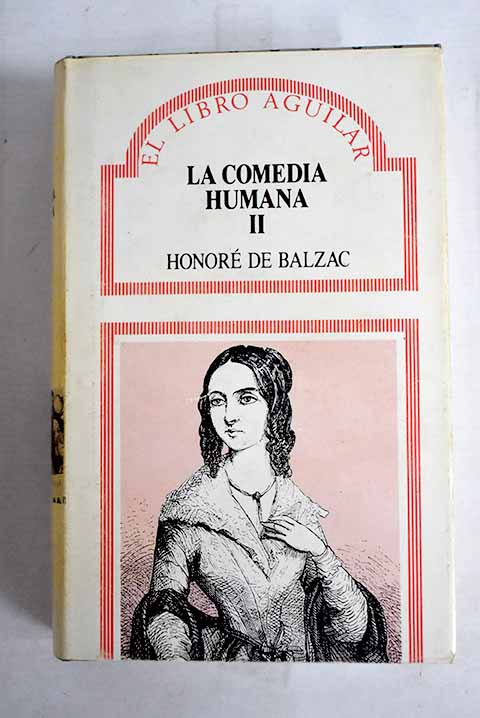 EL LIBRO AGUILAR
LA COMEDIA
HUMANA
II
HONORÉ DE BALZAC